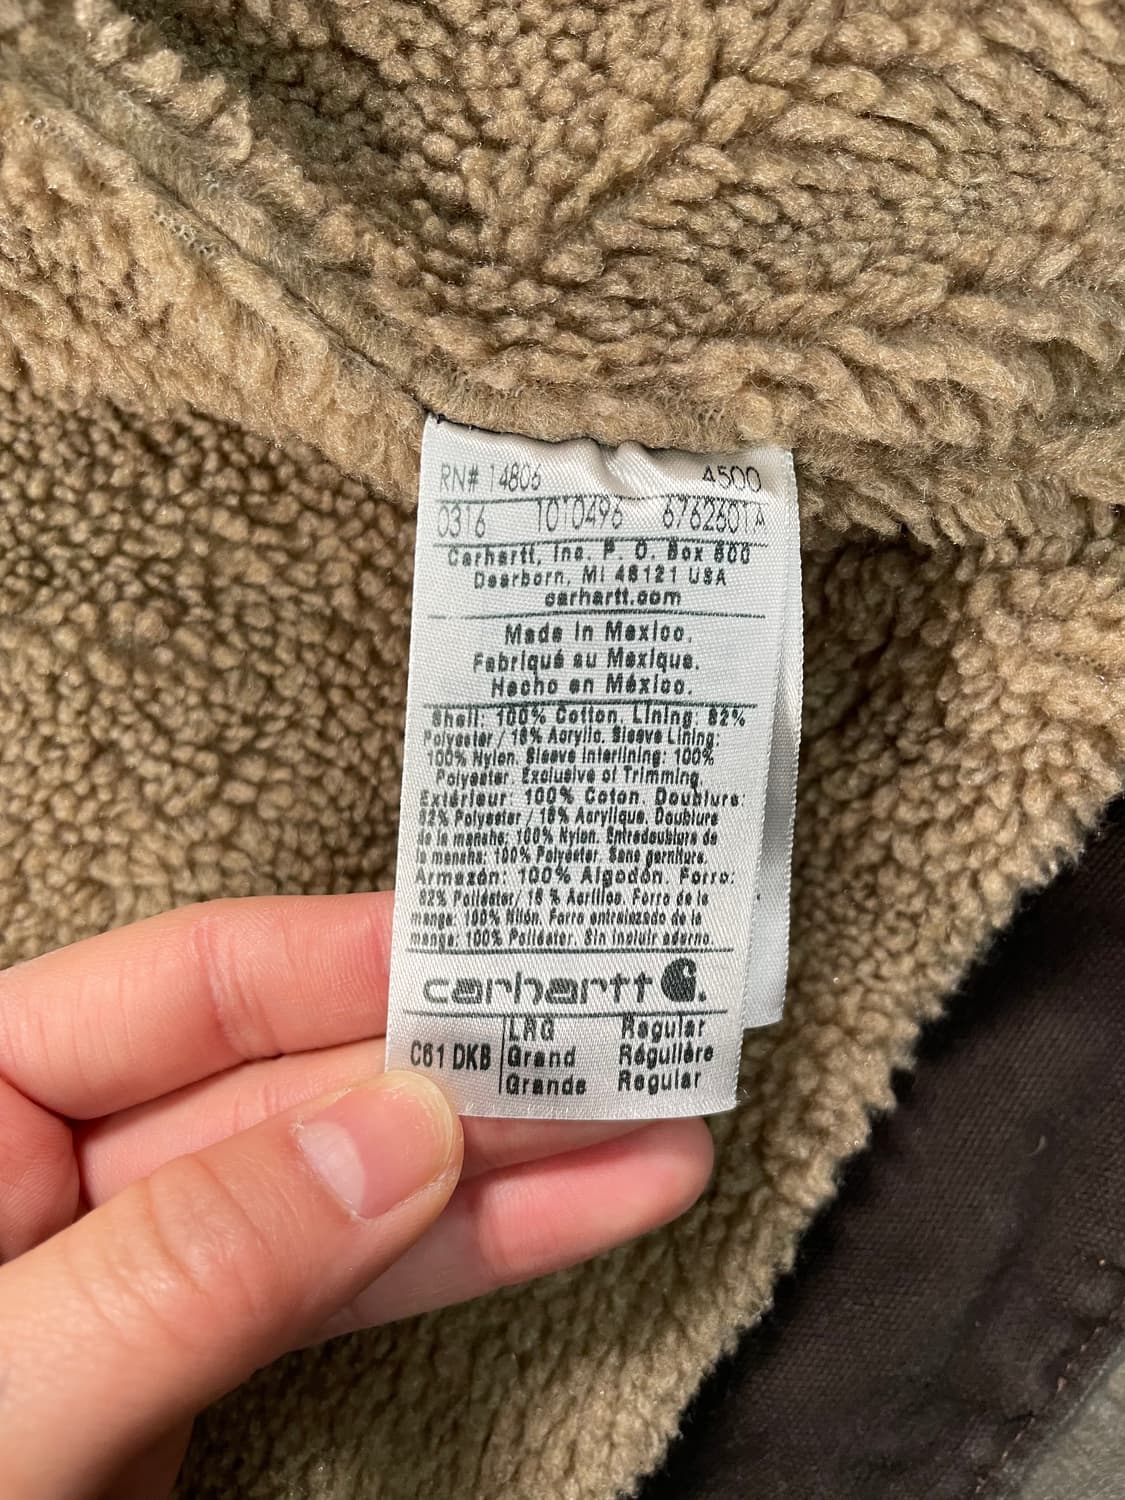 RN# 14806 4500
0316 1010496 6762601A
Carhartt, Inc. P. O. Box 600
Dearborn, MI 48121 USA
carhartt.com
Made in Mexico.
Fabriqué au Mexique.
Hecho en México.
Shell: 100% Cotton. Lining: 82%
Polyester / 18% Acrylic. Sleeve Lining:
100% Nylon. Sleeve Interlining: 100%
Polyester. Exclusive of Trimming.
Extérieur: 100% Coton. Doublure:
82% Polyester / 18% Acrylique. Doublure
de la manche: 100% Nylon. Entredoublure de
la manche: 100% Polyester. Sans garniture.
Armazón: 100% Algodón. Forro:
82% Poliéster / 18 % Acrílico. Forro de la
manga: 100% Nilón. Forro entrelazado de la
manga: 100% Poliéster. Sin incluir adorno.
carhartt
C61 DKB LRG Regular
Grand Régulière
Grande Regular